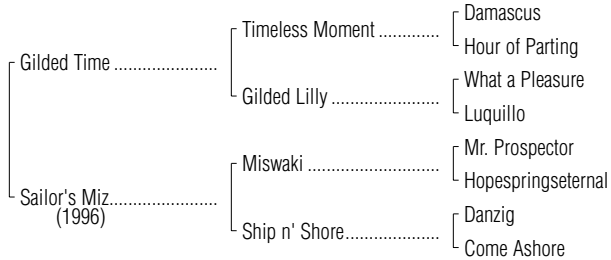 Damascus
Timeless Moment .............
Hour of Parting
Gilded Time ......................
What a Pleasure
Gilded Lilly .......................
Luquillo
Mr. Prospector
Miswaki ............................
Hopespringseternal
Sailor's Miz.......................
(1996)
Danzig
Ship n' Shore....................
Come Ashore